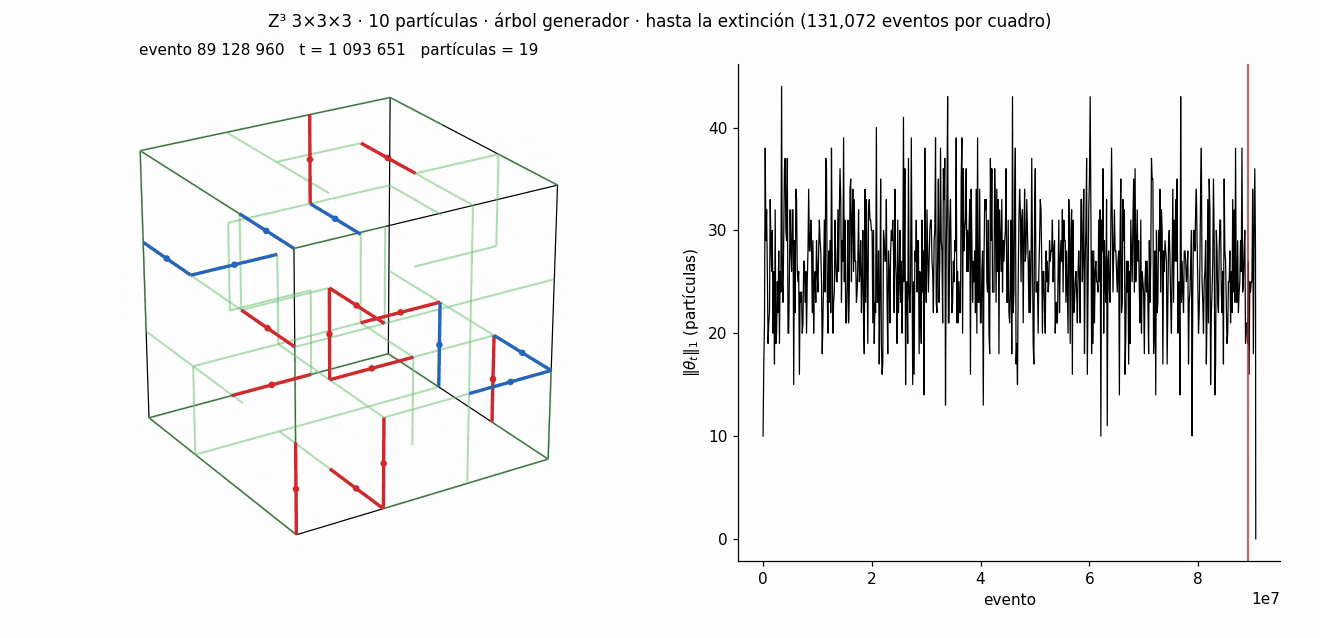 Z³ 3×3×3 · 10 partículas · árbol generador · hasta la extinción (131,072 eventos por cuadro)
evento 89 128 960   t = 1 093 651   partículas = 19
‖θₜ‖₁ (partículas)
40
30
20
10
0
0 2 4 6 8
evento
1e7